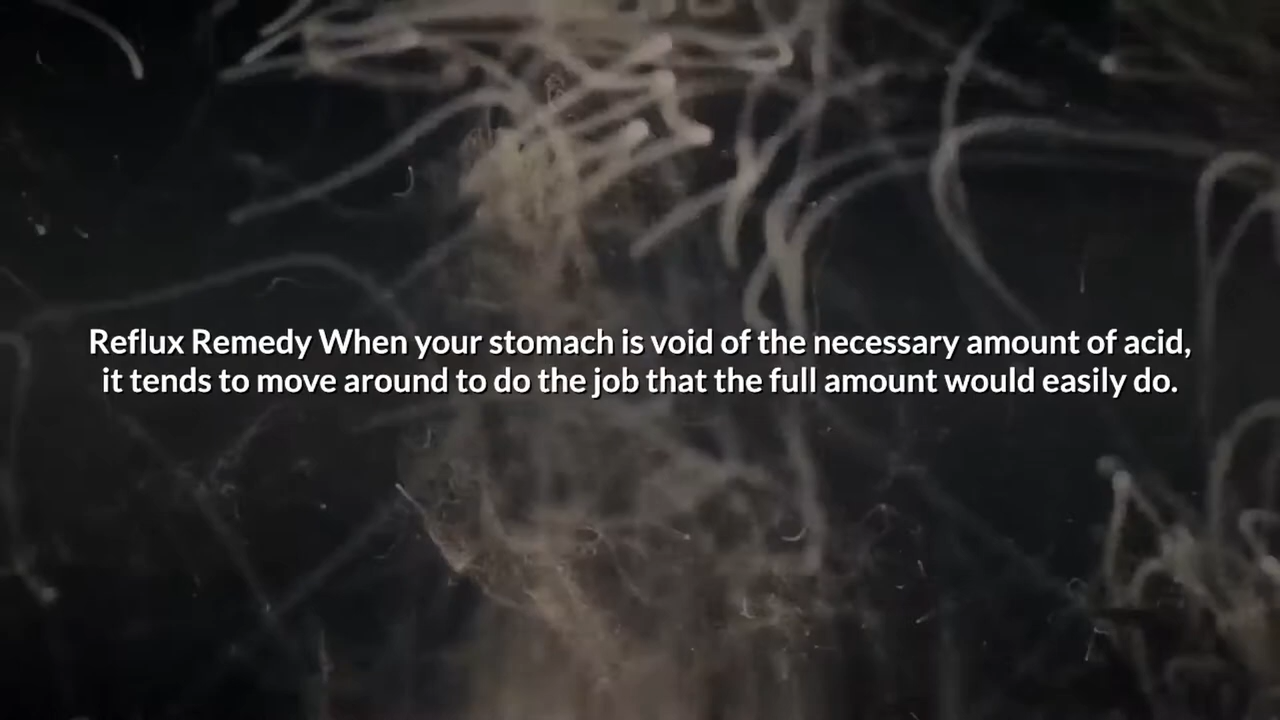 Reflux Remedy When your stomach is void of the necessary amount of acid,
it tends to move around to do the job that the full amount would easily do.